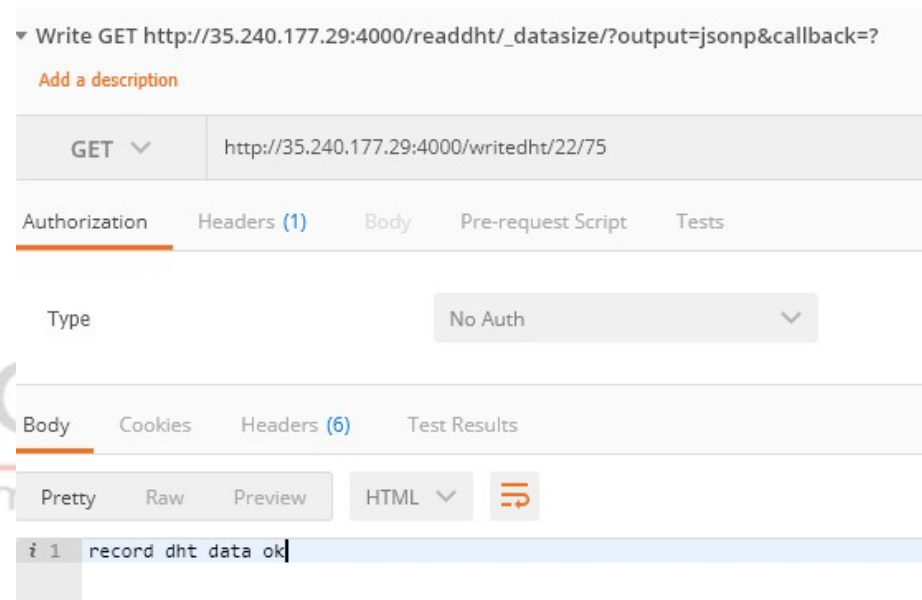 Write GET http://35.240.177.29:4000/readdht/_datasize/?output=jsonp&callback=?
Add a description
GET http://35.240.177.29:4000/writedht/22/75
Authorization Headers (1) Body Pre-request Script Tests
Type No Auth
Body Cookies Headers (6) Test Results
Pretty Raw Preview HTML
i 1 record dht data ok